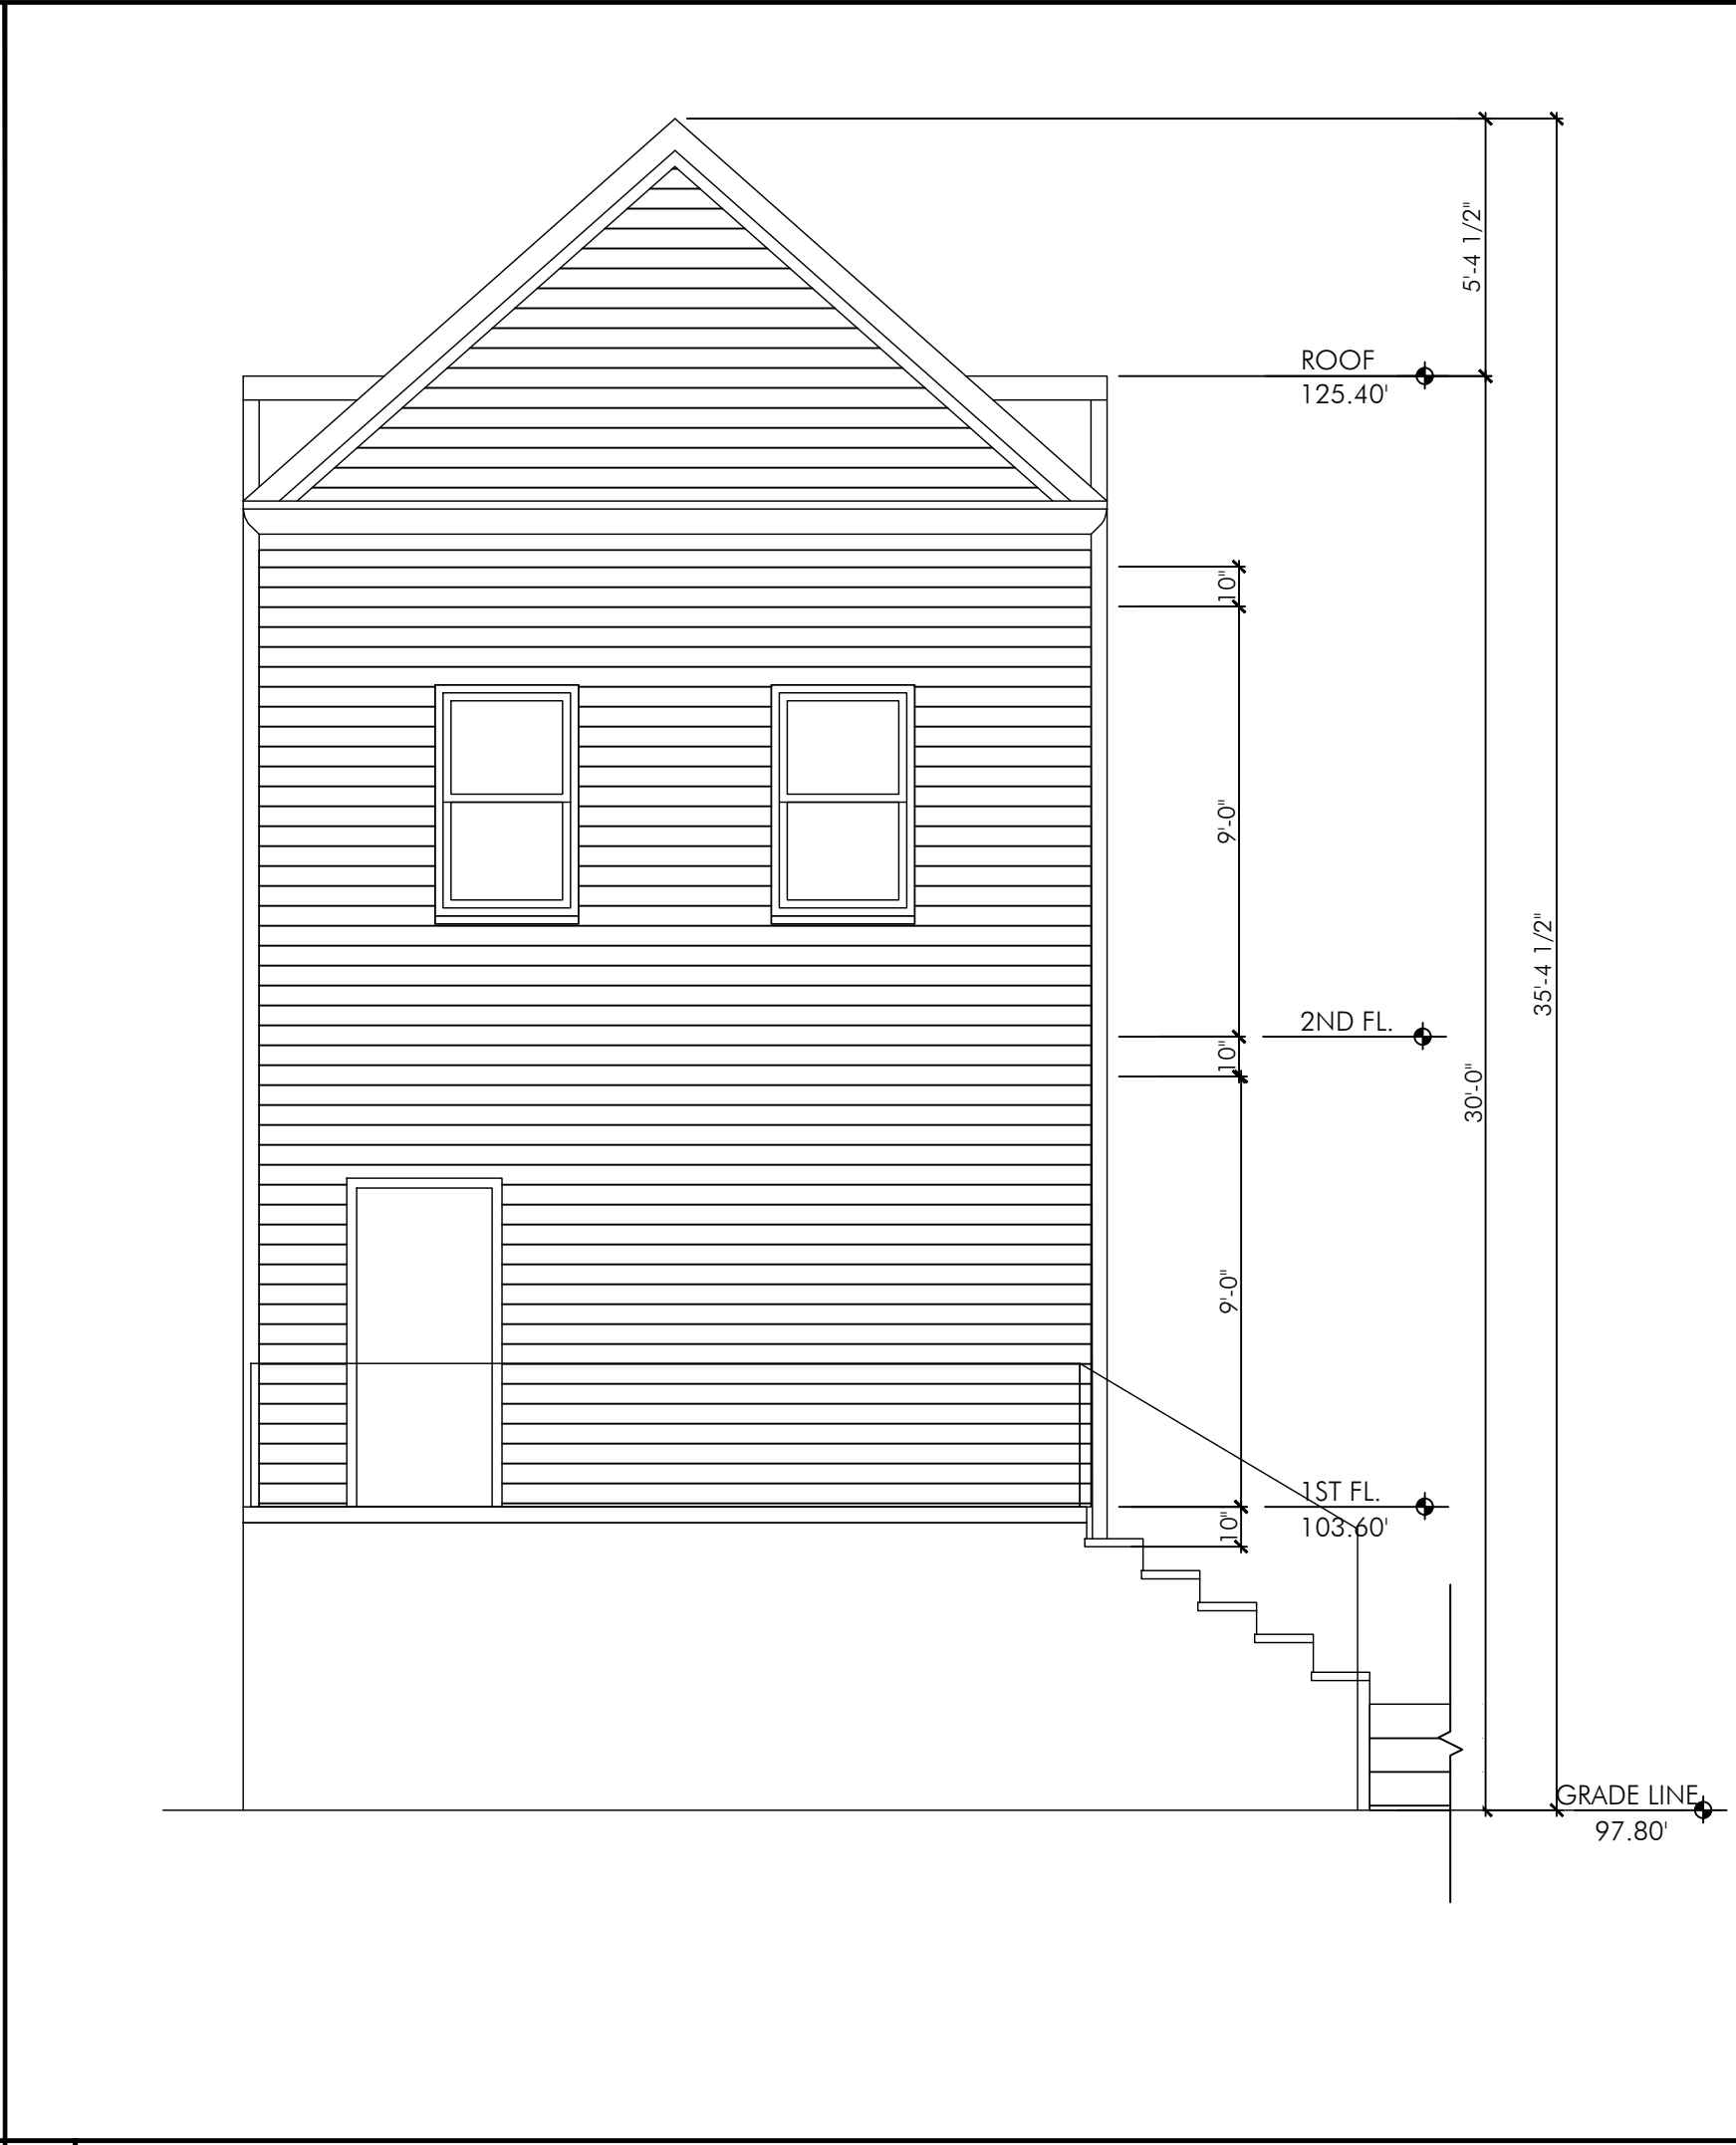 5'-4 1/2"
ROOF
125.40'
10"
9'-0"
35'-4 1/2"
2ND FL.
10"
30'-0"
9'-0"
1ST FL.
103.60'
10"
GRADE LINE
97.80'